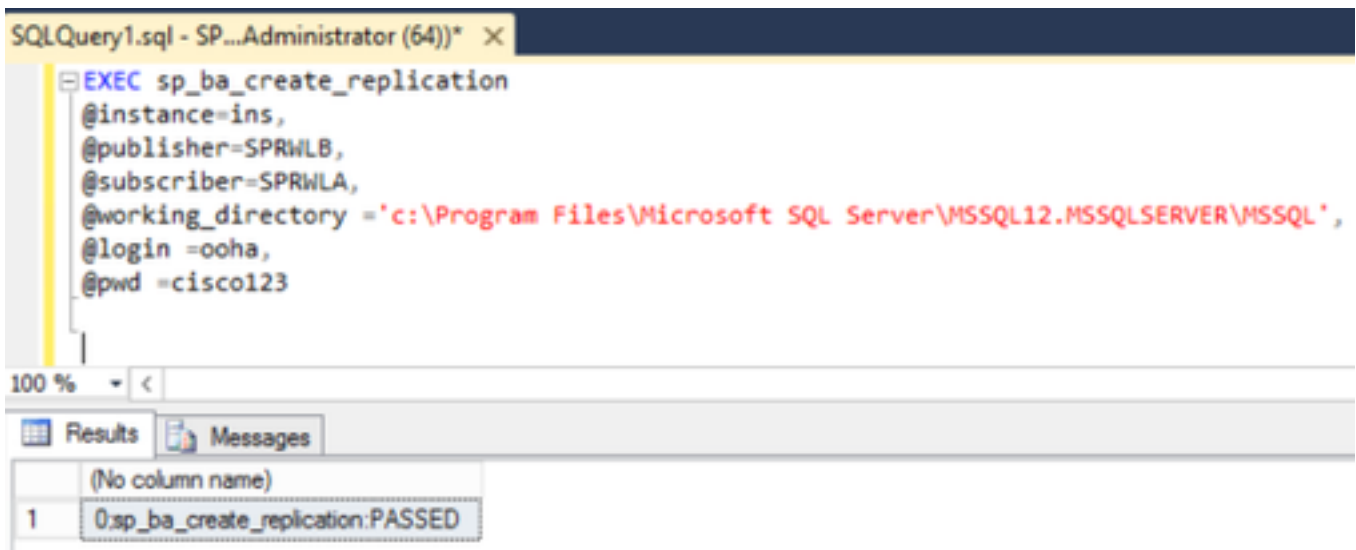 SQLQuery1.sql - SP...Administrator (64))*
EXEC sp_ba_create_replication
@instance=ins,
@publisher=SPRWLB,
@subscriber=SPRWLA,
@working_directory ='c:\Program Files\Microsoft SQL Server\MSSQL12.MSSQLSERVER\MSSQL',
@login =ooha,
@pwd =cisco123
100 %
Results Messages
(No column name)
1 0;sp_ba_create_replication:PASSED